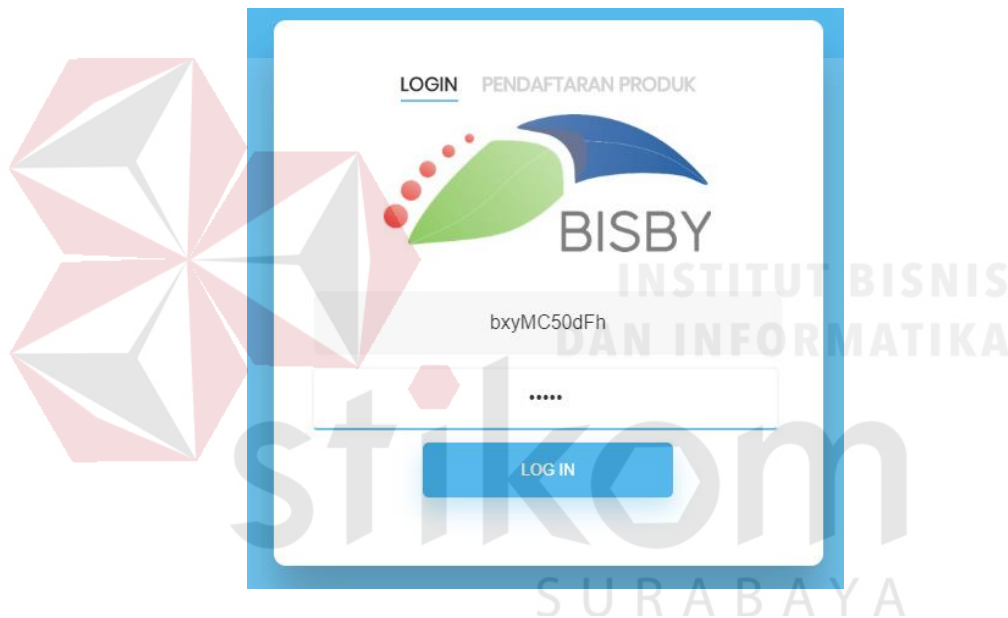 LOGIN PENDAFTARAN PRODUK
BISBY
INSTITUT BISNIS
bxyMC50dFh
DAN INFORMATIKA
•••••
stikom
LOG IN
SURABAYA